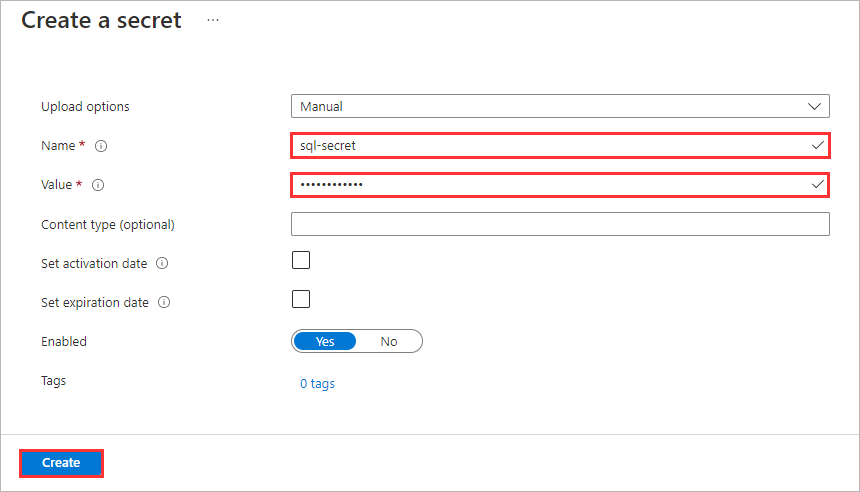 Create a secret ...
Upload options Manual
Name * sql-secret
Value * ••••••••••••
Content type (optional)
Set activation date
Set expiration date
Enabled Yes No
Tags 0 tags
Create